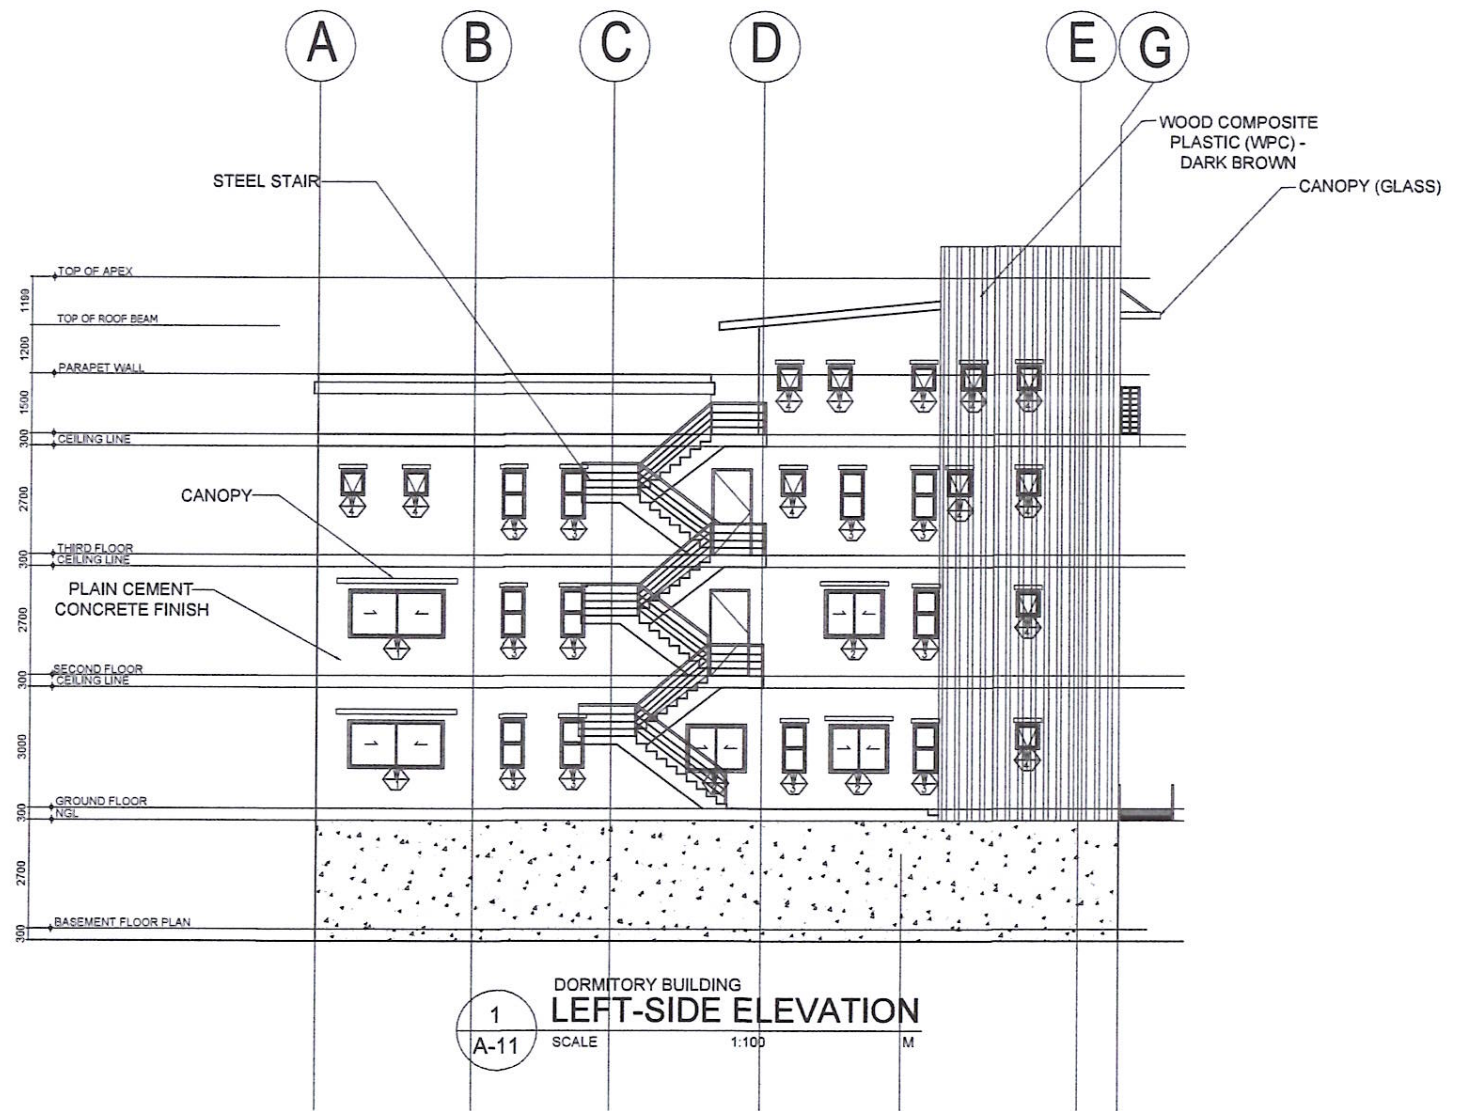 A B C D E G
WOOD COMPOSITE
PLASTIC (WPC) -
DARK BROWN
STEEL STAIR
CANOPY (GLASS)
TOP OF APEX
1199
TOP OF ROOF BEAM
1200
PARAPET WALL
1500
300
CEILING LINE
CANOPY
2700
THIRD FLOOR
300
CEILING LINE
PLAIN CEMENT
CONCRETE FINISH
2700
SECOND FLOOR
300
CEILING LINE
3000
GROUND FLOOR
300
NGL
2700
BASEMENT FLOOR PLAN
300
DORMITORY BUILDING
1
LEFT-SIDE ELEVATION
A-11
SCALE 1:100 M